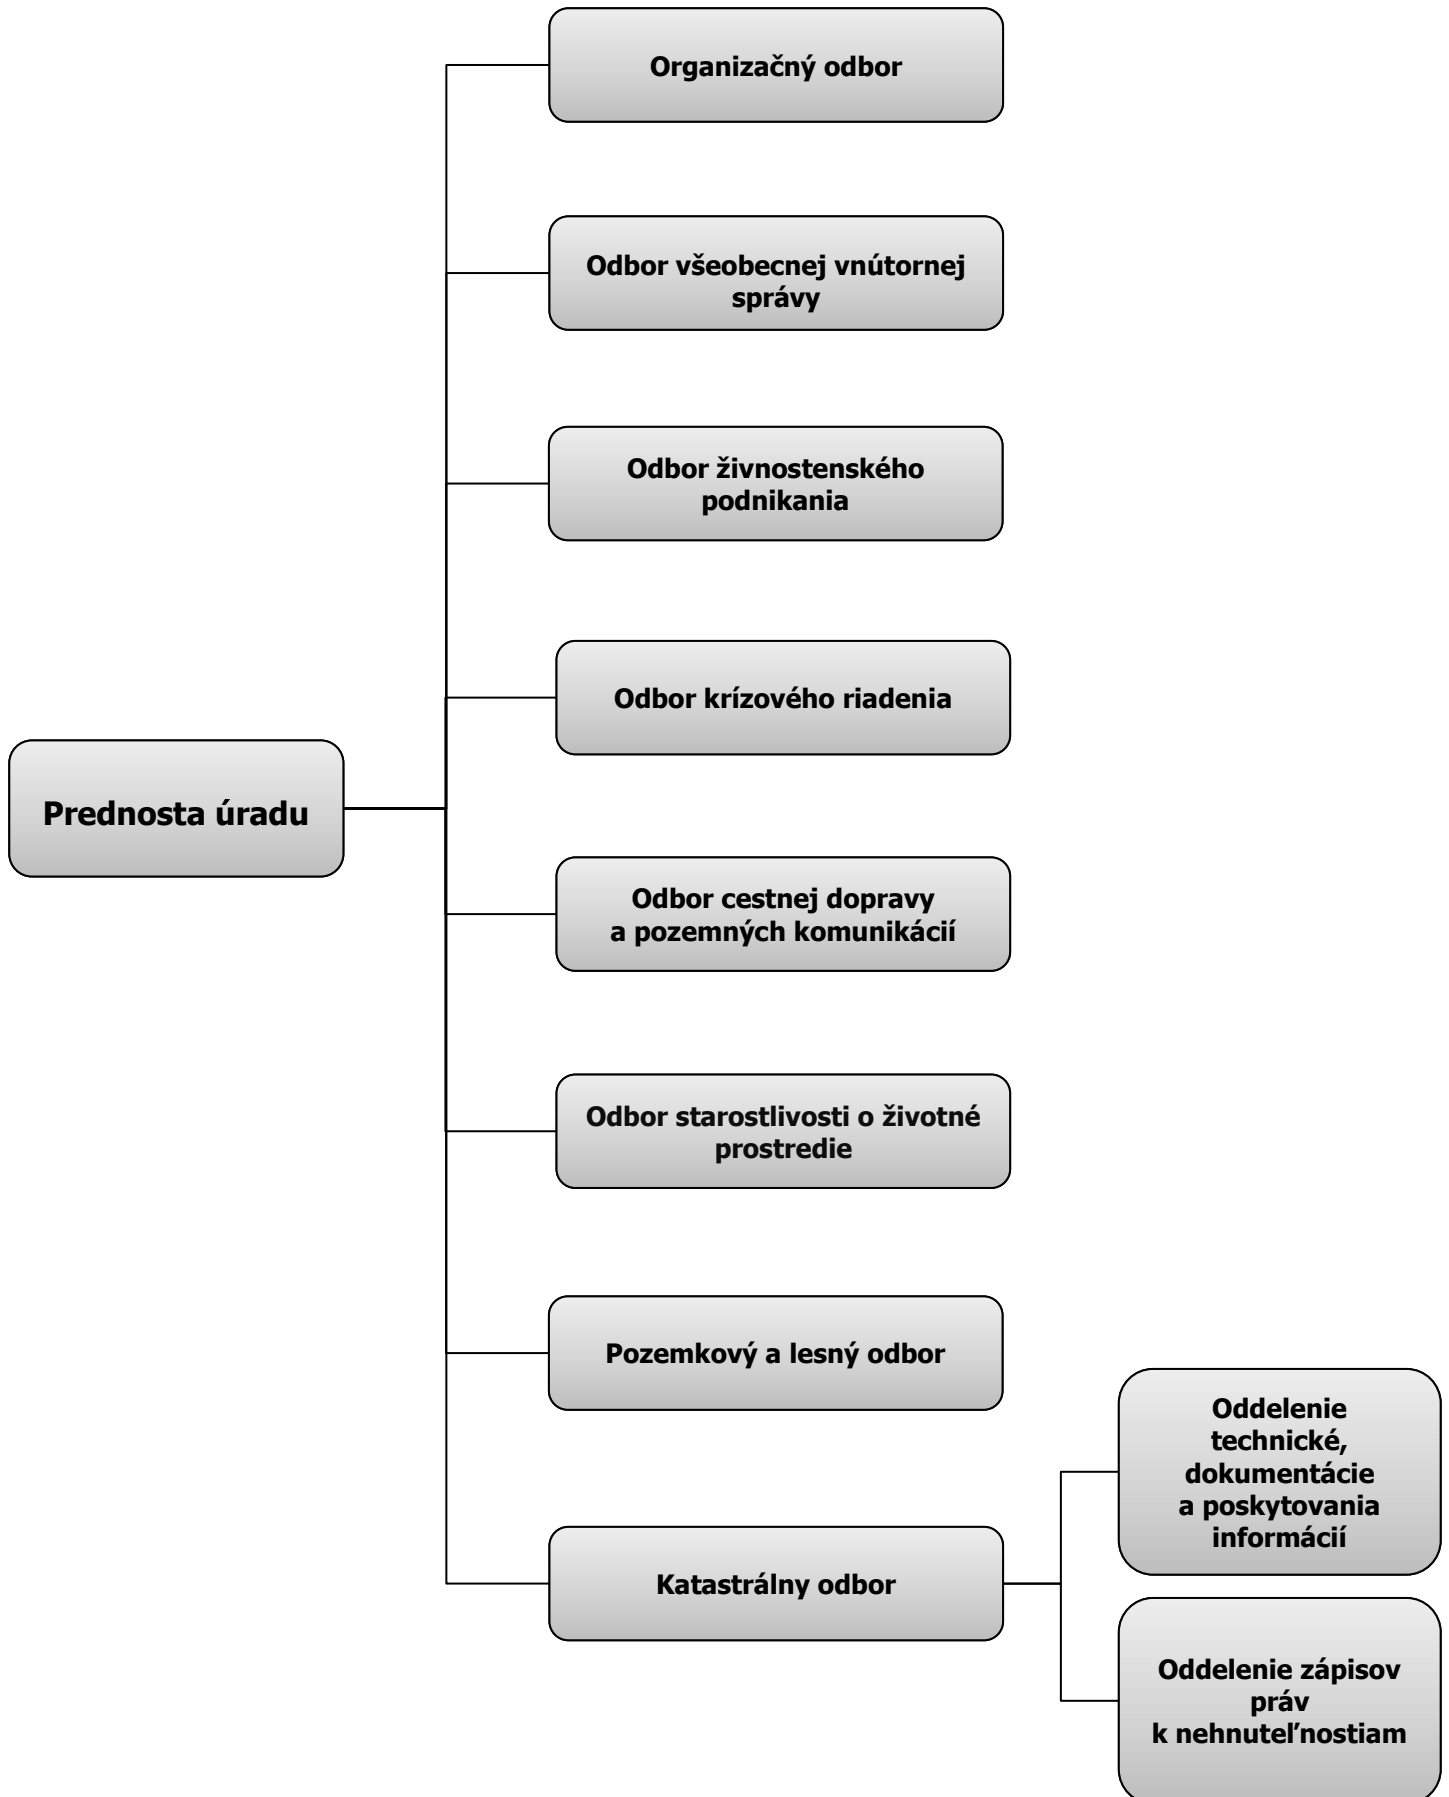 Organizačný odbor
Odbor všeobecnej vnútornej
správy
Odbor živnostenského
podnikania
Odbor krízového riadenia
Prednosta úradu
Odbor cestnej dopravy
a pozemných komunikácií
Odbor starostlivosti o životné
prostredie
Pozemkový a lesný odbor
Katastrálny odbor
Oddelenie
technické,
dokumentácie
a poskytovania
informácií
Oddelenie zápisov
práv
k nehnuteľnostiam